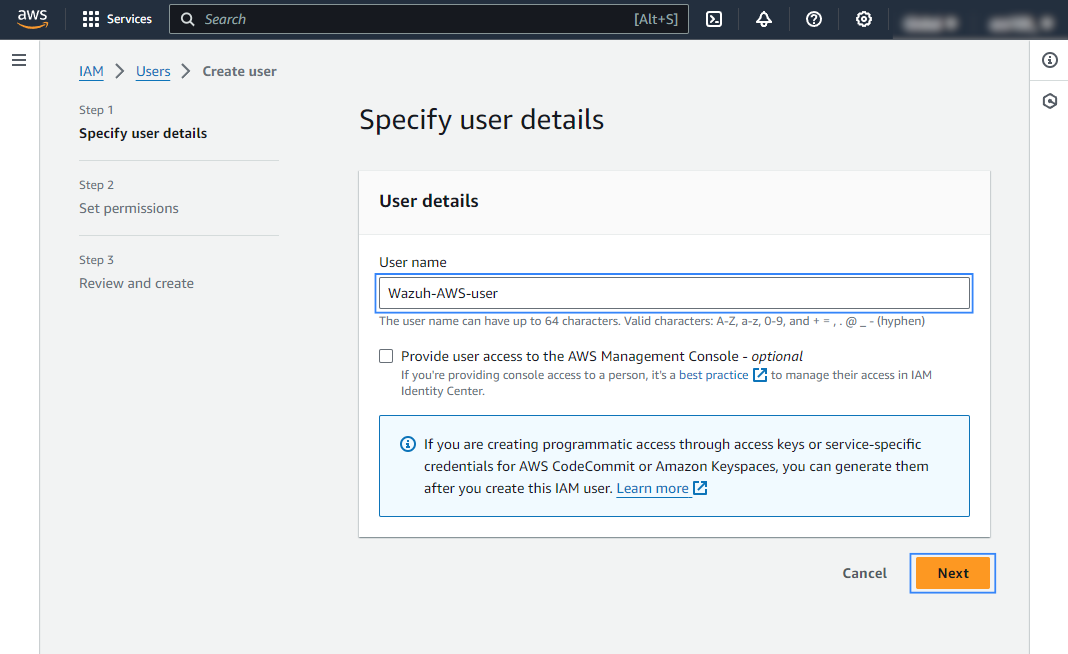 aws
Services
Search
[Alt+S]
IAM
Users
Create user
Step 1
Specify user details
Step 2
Set permissions
Step 3
Review and create
Specify user details
User details
User name
Wazuh-AWS-user
The user name can have up to 64 characters. Valid characters: A-Z, a-z, 0-9, and + = , . @ _ - (hyphen)
Provide user access to the AWS Management Console - optional
If you're providing console access to a person, it's a best practice to manage their access in IAM
Identity Center.
If you are creating programmatic access through access keys or service-specific
credentials for AWS CodeCommit or Amazon Keyspaces, you can generate them
after you create this IAM user. Learn more
Cancel
Next